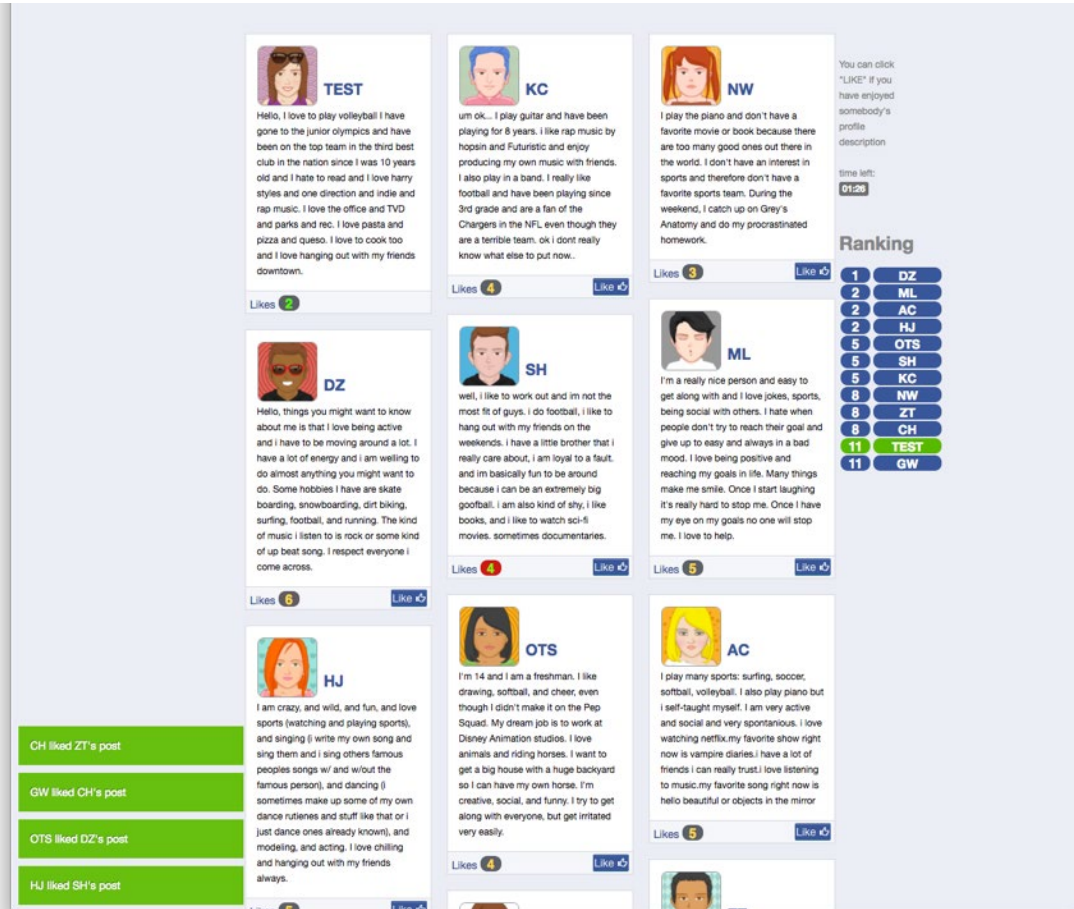 TEST
Hello, I love to play volleyball I have
gone to the junior olympics and have
been on the top team in the third best
club in the nation since I was 10 years
old and I hate to read and I love harry
styles and one direction and indie and
rap music. I love the office and TVD
and parks and rec. I love pasta and
pizza and queso. I love to cook too
and I love hanging out with my friends
downtown.
Likes 2
DZ
Hello, things you might want to know
about me is that I love being active
and i have to be moving around a lot. I
have a lot of energy and i am welling to
do almost anything you might want to
do. Some hobbies I have are skate
boarding, snowboarding, dirt biking,
surfing, football, and running. The kind
of music i listen to is rock or some kind
of up beat song. I respect everyone i
come across.
Likes 6 Like
HJ
I am crazy, and wild, and fun, and love
sports (watching and playing sports),
and singing (i write my own song and
sing them and i sing others famous
peoples songs w/ and w/out the
famous person), and dancing (i
sometimes make up some of my own
dance rutienes and stuff like that or i
just dance ones already known), and
modeling, and acting. I love chilling
and hanging out with my friends
always.
Likes 5 Like
KC
um ok... I play guitar and have been
playing for 8 years. i like rap music by
hopsin and Futuristic and enjoy
producing my own music with friends.
I also play in a band. I really like
football and have been playing since
3rd grade and are a fan of the
Chargers in the NFL even though they
are a terrible team. ok i dont really
know what else to put now..
Likes 4 Like
SH
well, i like to work out and im not the
most fit of guys. i do football, i like to
hang out with my friends on the
weekends. i have a little brother that i
really care about, i am loyal to a fault.
and im basically fun to be around
because i can be an extremely big
goofball. i am also kind of shy, i like
books, and i like to watch sci-fi
movies. sometimes documentaries.
Likes 4 Like
OTS
I'm 14 and I am a freshman. I like
drawing, softball, and cheer, even
though I didn't make it on the Pep
Squad. My dream job is to work at
Disney Animation studios. I love
animals and riding horses. I want to
get a big house with a huge backyard
so I can have my own horse. I'm
creative, social, and funny. I try to get
along with everyone, but get irritated
very easily.
Likes 4 Like
NW
I play the piano and don't have a
favorite movie or book because there
are too many good ones out there in
the world. I don't have an interest in
sports and therefore don't have a
favorite sports team. During the
weekend, I catch up on Grey's
Anatomy and do my procrastinated
homework.
Likes 3 Like
ML
I'm a really nice person and easy to
get along with and I love jokes, sports,
being social with others. I hate when
people don't try to reach their goal and
give up to easy and always in a bad
mood. I love being positive and
reaching my goals in life. Many things
make me smile. Once I start laughing
it's really hard to stop me. Once I have
my eye on my goals no one will stop
me. I love to help.
Likes 5 Like
AC
I play many sports: surfing, soccer,
softball, volleyball. I also play piano but
i self-taught myself. I am very active
and social and very spontanious. i love
watching netflix.my favorite show right
now is vampire diaries.i have a lot of
friends i can really trust.i love listening
to music.my favorite song right now is
hello beautiful or objects in the mirror
Likes 5 Like
You can click
"LIKE" if you
have enjoyed
somebody's
profile
description
time left:
01:26
Ranking
1 DZ
2 ML
2 AC
2 HJ
5 OTS
5 SH
5 KC
8 NW
8 ZT
8 CH
11 TEST
11 GW
CH liked ZT's post
GW liked CH's post
OTS liked DZ's post
HJ liked SH's post